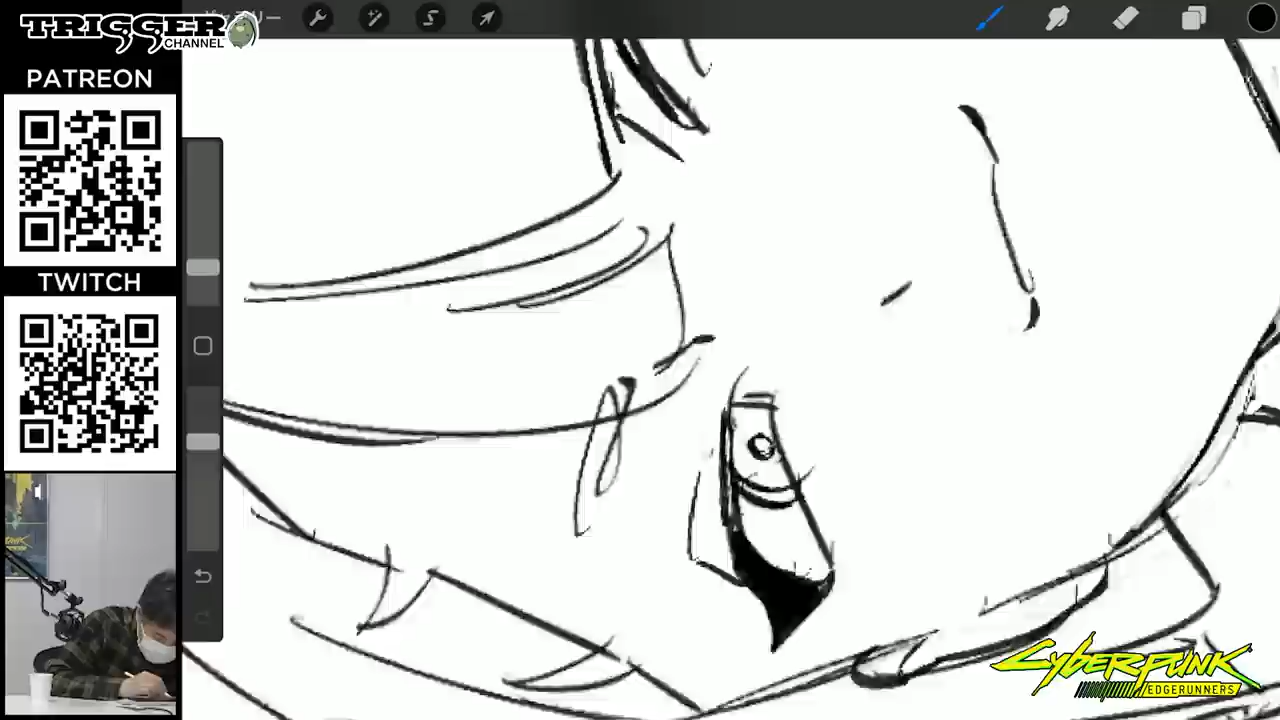 TRIGGER
CHANNEL
PATREON
TWITCH
CYBERPUNK
EDGERUNNERS